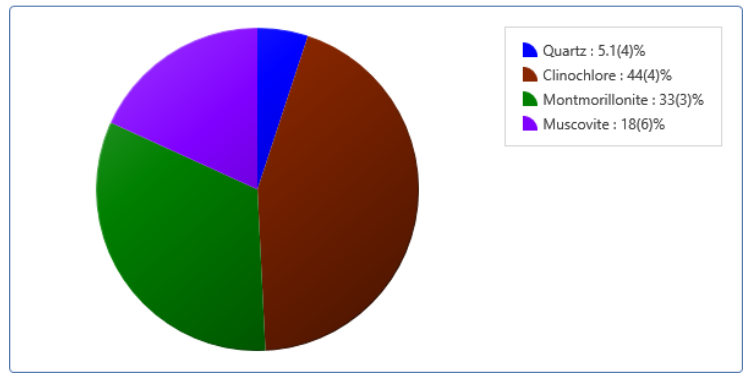 Quartz : 5.1(4)%
Clinochlore : 44(4)%
Montmorillonite : 33(3)%
Muscovite : 18(6)%